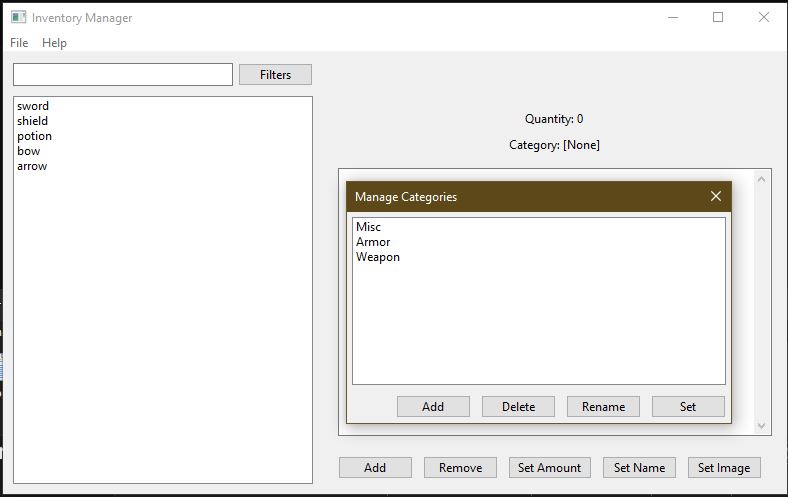 Inventory Manager
File Help
Filters
sword
shield
potion
bow
arrow
Quantity: 0
Category: [None]
Manage Categories
Misc
Armor
Weapon
Add Delete Rename Set
Add Remove Set Amount Set Name Set Image